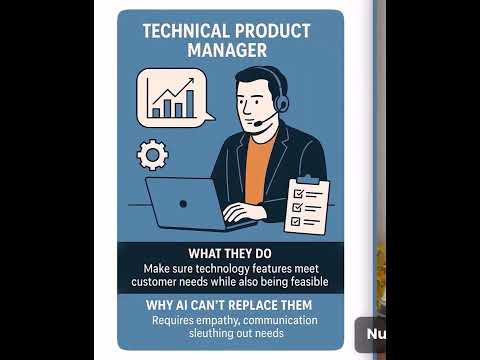 TECHNICAL PRODUCT
MANAGER
WHAT THEY DO
Make sure technology features meet
customer needs while also being feasible
WHY AI CAN'T REPLACE THEM
Requires empathy, communication
sleuthing out needs
Nu